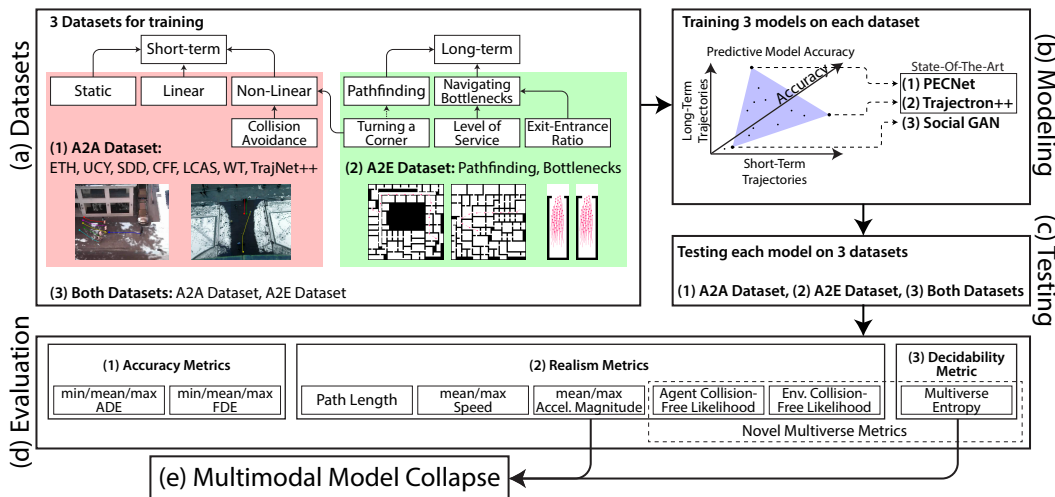 (a) Datasets
3 Datasets for training
Short-term
Long-term
Static
Linear
Non-Linear
Pathfinding
Navigating
Bottlenecks
Collision
Avoidance
Turning a
Corner
Level of
Service
Exit-Entrance
Ratio
(1) A2A Dataset:
ETH, UCY, SDD, CFF, LCAS, WT, TrajNet++
(2) A2E Dataset: Pathfinding, Bottlenecks
(3) Both Datasets: A2A Dataset, A2E Dataset
(b) Modeling
Training 3 models on each dataset
Predictive Model Accuracy
Accuracy
Long-Term
Trajectories
Short-Term
Trajectories
State-Of-The-Art
(1) PECNet
(2) Trajectron++
(3) Social GAN
(c) Testing
Testing each model on 3 datasets
(1) A2A Dataset, (2) A2E Dataset, (3) Both Datasets
(d) Evaluation
(1) Accuracy Metrics
min/mean/max
ADE
min/mean/max
FDE
(2) Realism Metrics
Path Length
mean/max
Speed
mean/max
Accel. Magnitude
Agent Collision-
Free Likelihood
Env. Collision-
Free Likelihood
(3) Decidability
Metric
Multiverse
Entropy
Novel Multiverse Metrics
(e) Multimodal Model Collapse